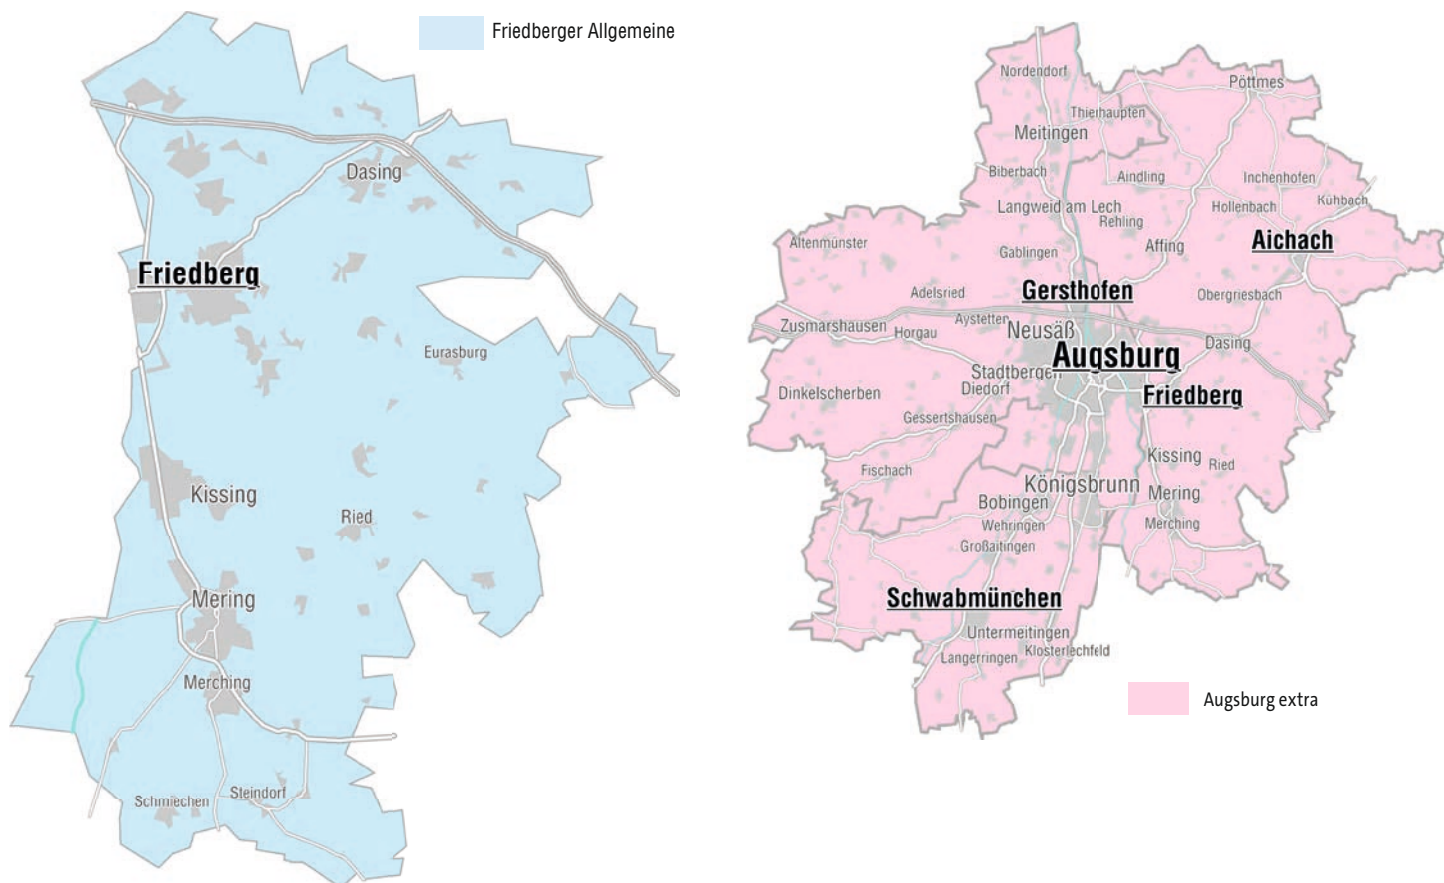 Friedberger Allgemeine
Dasing
Friedberg
Eurasburg
Kissing
Ried
Mering
Merching
Schmiechen
Steindorf
Nordendorf
Pöttmes
Thierhaupten
Meitingen
Biberbach
Aindling
Inchenhofen
Kühbach
Langweid am Lech
Hollenbach
Rehling
Altenmünster
Gablingen
Affing
Aichach
Gersthofen
Adelsried
Obergriesbach
Zusmarshausen
Horgau
Aystetten
Neusäß
Dasing
Augsburg
Stadtbergen
Diedorf
Dinkelscherben
Friedberg
Gessertshausen
Fischach
Kissing
Ried
Königsbrunn
Bobingen
Mering
Wehringen
Merching
Großaitingen
Schwabmünchen
Untermeitingen
Klosterlechfeld
Langerringen
Augsburg extra